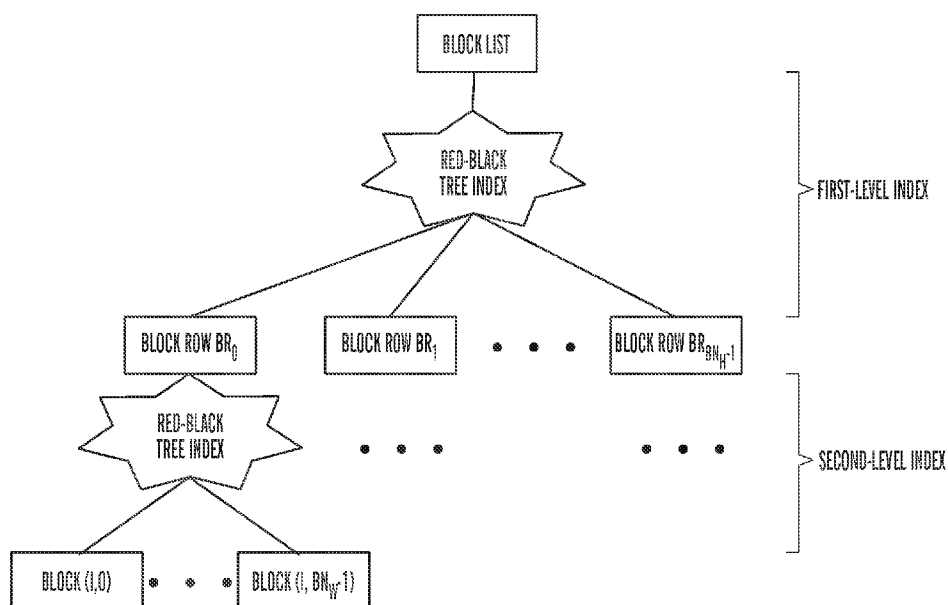 BLOCK LIST
RED-BLACK
TREE INDEX
FIRST-LEVEL INDEX
BLOCK ROW BR0
BLOCK ROW BR1
BLOCK ROW BRBNH-1
RED-BLACK
TREE INDEX
SECOND-LEVEL INDEX
BLOCK (I,0)
BLOCK (I, BNW-1)